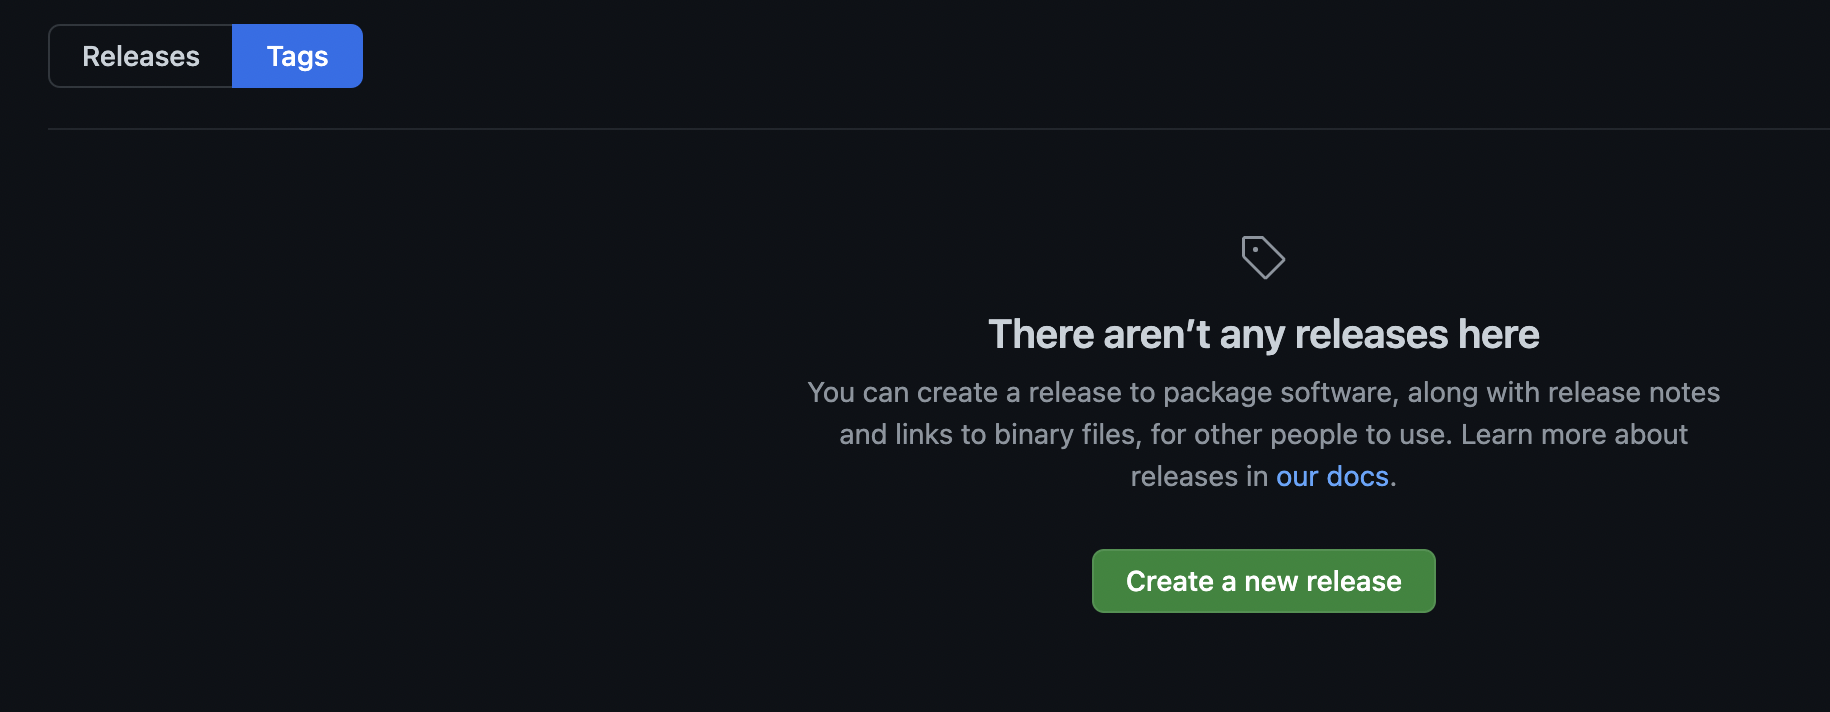 Releases
Tags
There aren’t any releases here
You can create a release to package software, along with release notes
and links to binary files, for other people to use. Learn more about
releases in our docs.
Create a new release